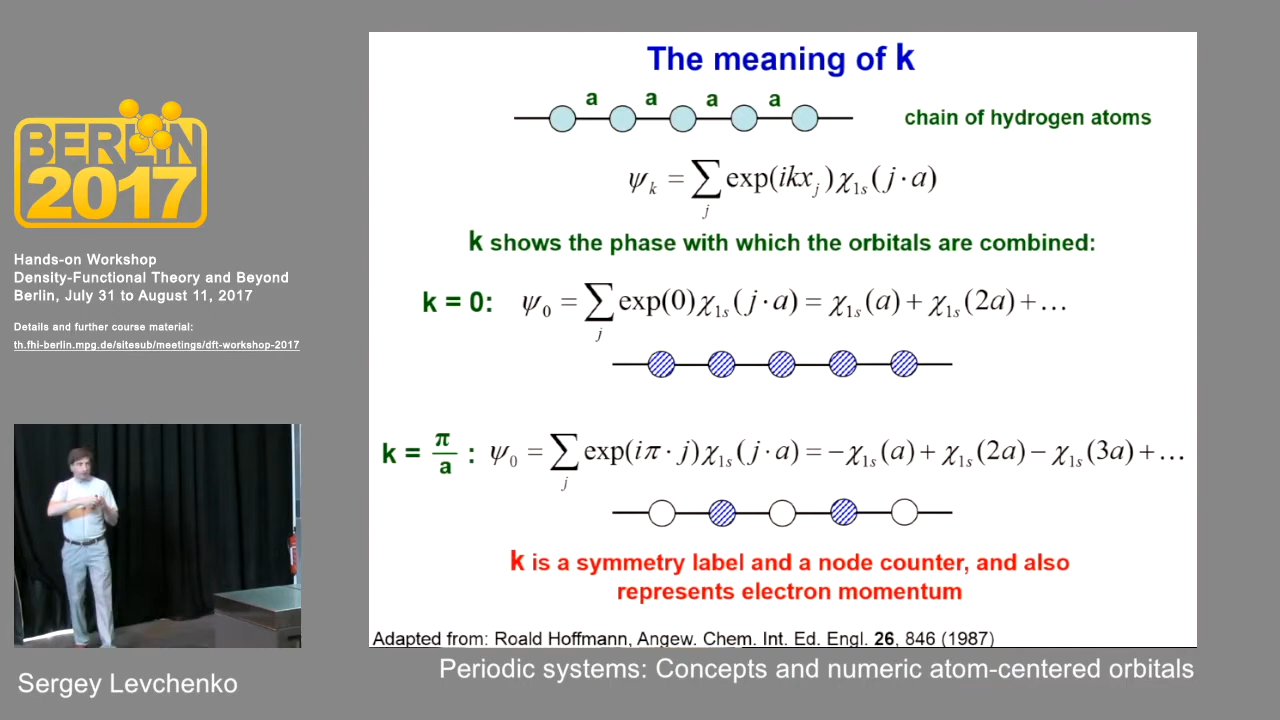 BERLIN
2017
Hands-on Workshop
Density-Functional Theory and Beyond
Berlin, July 31 to August 11, 2017
Details and further course material:
th.fhi-berlin.mpg.de/sitesub/meetings/dft-workshop-2017
The meaning of k
a a a a
chain of hydrogen atoms
ψ_k = ∑_j exp(ikx_j)χ_1s(j·a)
k shows the phase with which the orbitals are combined:
k = 0: ψ_0 = ∑_j exp(0)χ_1s(j·a) = χ_1s(a) + χ_1s(2a) + …
k = π/a : ψ_0 = ∑_j exp(iπ·j)χ_1s(j·a) = −χ_1s(a) + χ_1s(2a) − χ_1s(3a) + …
k is a symmetry label and a node counter, and also
represents electron momentum
Adapted from: Roald Hoffmann, Angew. Chem. Int. Ed. Engl. 26, 846 (1987)
Sergey Levchenko
Periodic systems: Concepts and numeric atom-centered orbitals